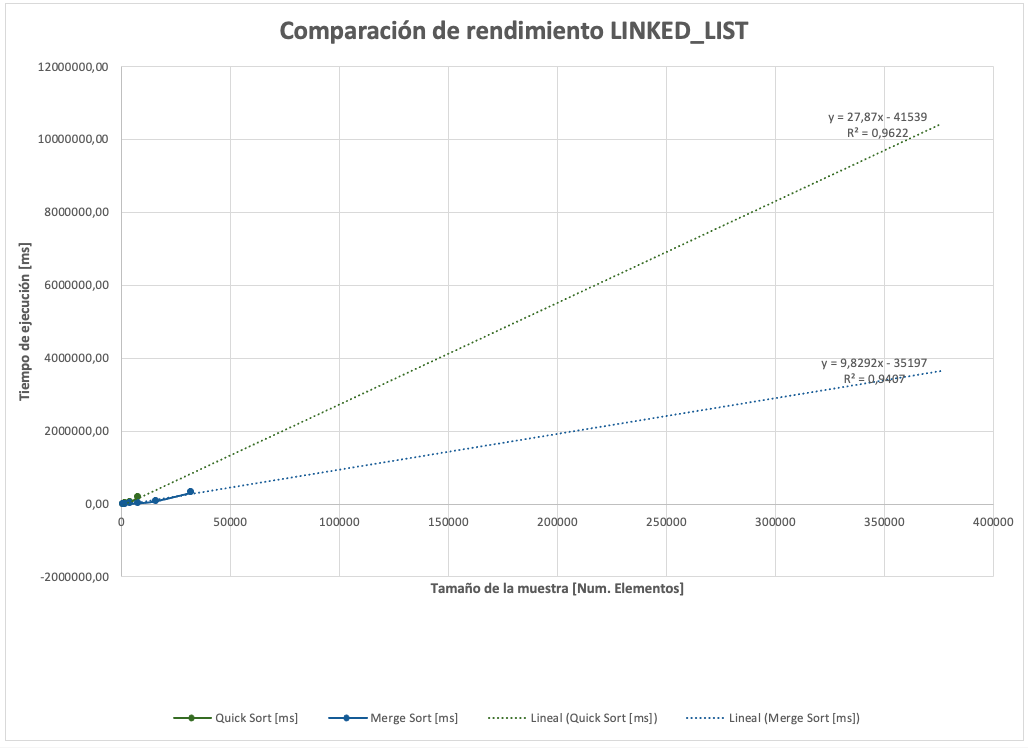 Comparación de rendimiento LINKED_LIST
12000000,00
10000000,00
8000000,00
6000000,00
4000000,00
2000000,00
0,00
-2000000,00
Tiempo de ejecución [ms]
y = 27,87x - 41539
R² = 0,9622
y = 9,8292x - 35197
R² = 0,9407
0 50000 100000 150000 200000 250000 300000 350000 400000
Tamaño de la muestra [Num. Elementos]
Quick Sort [ms] Merge Sort [ms] Lineal (Quick Sort [ms]) Lineal (Merge Sort [ms])